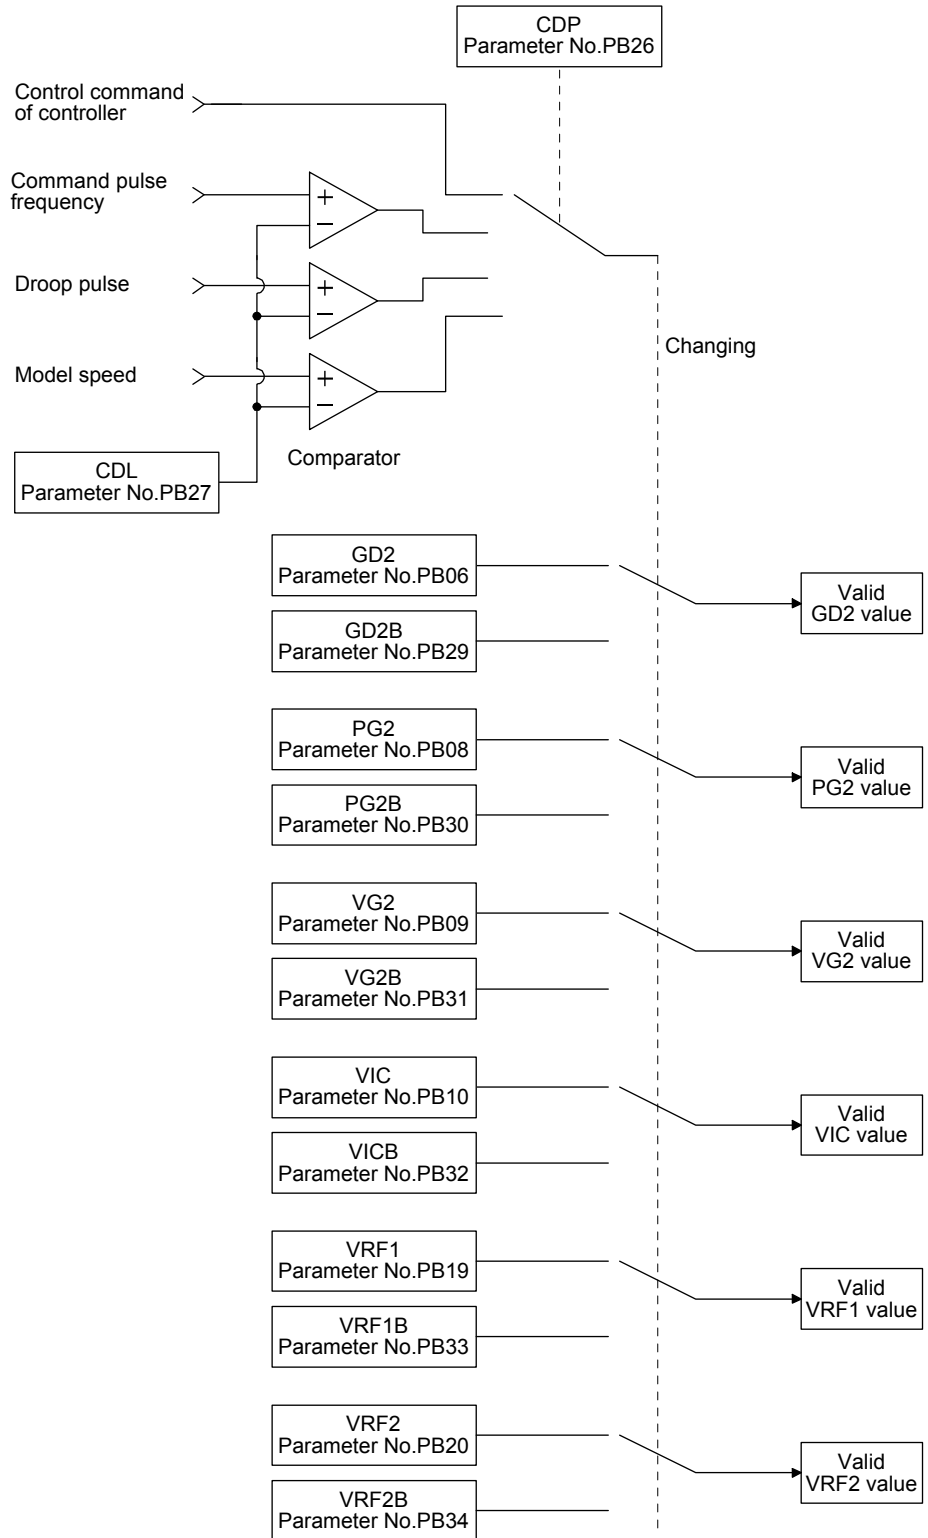 CDP
Parameter No.PB26
Control command
of controller
Command pulse
frequency
+
−
Droop pulse
+
−
Changing
Model speed
+
−
Comparator
CDL
Parameter No.PB27
GD2
Parameter No.PB06
Valid
GD2 value
GD2B
Parameter No.PB29
PG2
Parameter No.PB08
Valid
PG2 value
PG2B
Parameter No.PB30
VG2
Parameter No.PB09
Valid
VG2 value
VG2B
Parameter No.PB31
VIC
Parameter No.PB10
Valid
VIC value
VICB
Parameter No.PB32
VRF1
Parameter No.PB19
Valid
VRF1 value
VRF1B
Parameter No.PB33
VRF2
Parameter No.PB20
Valid
VRF2 value
VRF2B
Parameter No.PB34